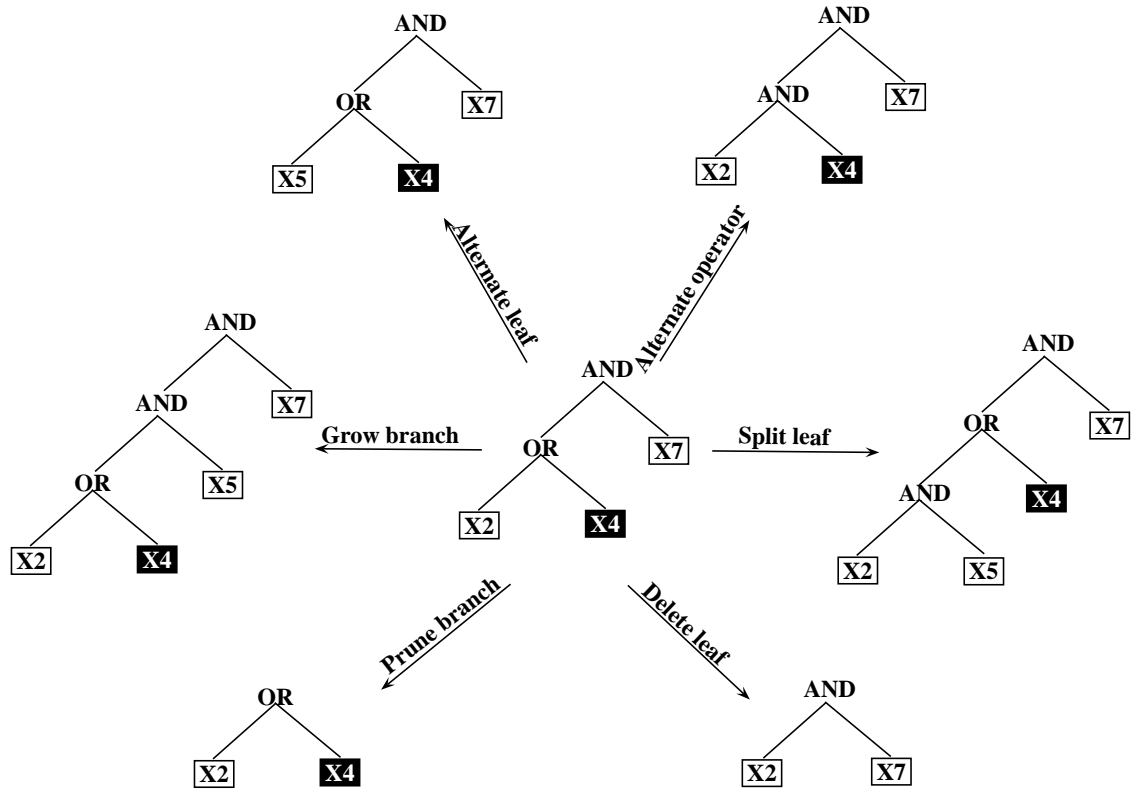 AND
OR
X7
X5
X4
Alternate leaf
AND
AND
X7
X2
X4
Alternate operator
AND
X7
AND
OR
X5
X2
X4
Grow branch
AND
OR
X7
X2
X4
Split leaf
AND
OR
X7
AND
X4
X2
X5
Prune branch
OR
X2
X4
Delete leaf
AND
X2
X7